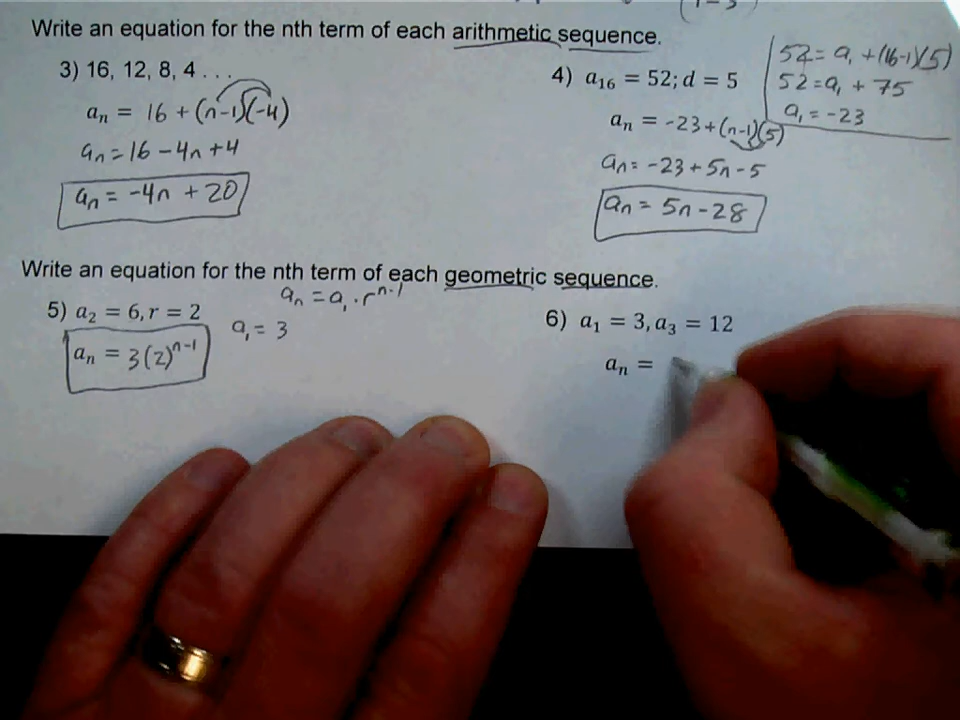 Write an equation for the nth term of each arithmetic sequence.
3) 16, 12, 8, 4 . . .
aₙ = 16 + (n-1)(-4)
aₙ = 16 - 4n + 4
aₙ = -4n + 20
4) a₁₆ = 52; d = 5
52 = a₁ + (16-1)(5)
52 = a₁ + 75
a₁ = -23
aₙ = -23 + (n-1)(5)
aₙ = -23 + 5n - 5
aₙ = 5n - 28
Write an equation for the nth term of each geometric sequence.
aₙ = a₁ · rⁿ⁻¹
5) a₂ = 6, r = 2
a₁ = 3
aₙ = 3(2)ⁿ⁻¹
6) a₁ = 3, a₃ = 12
aₙ =